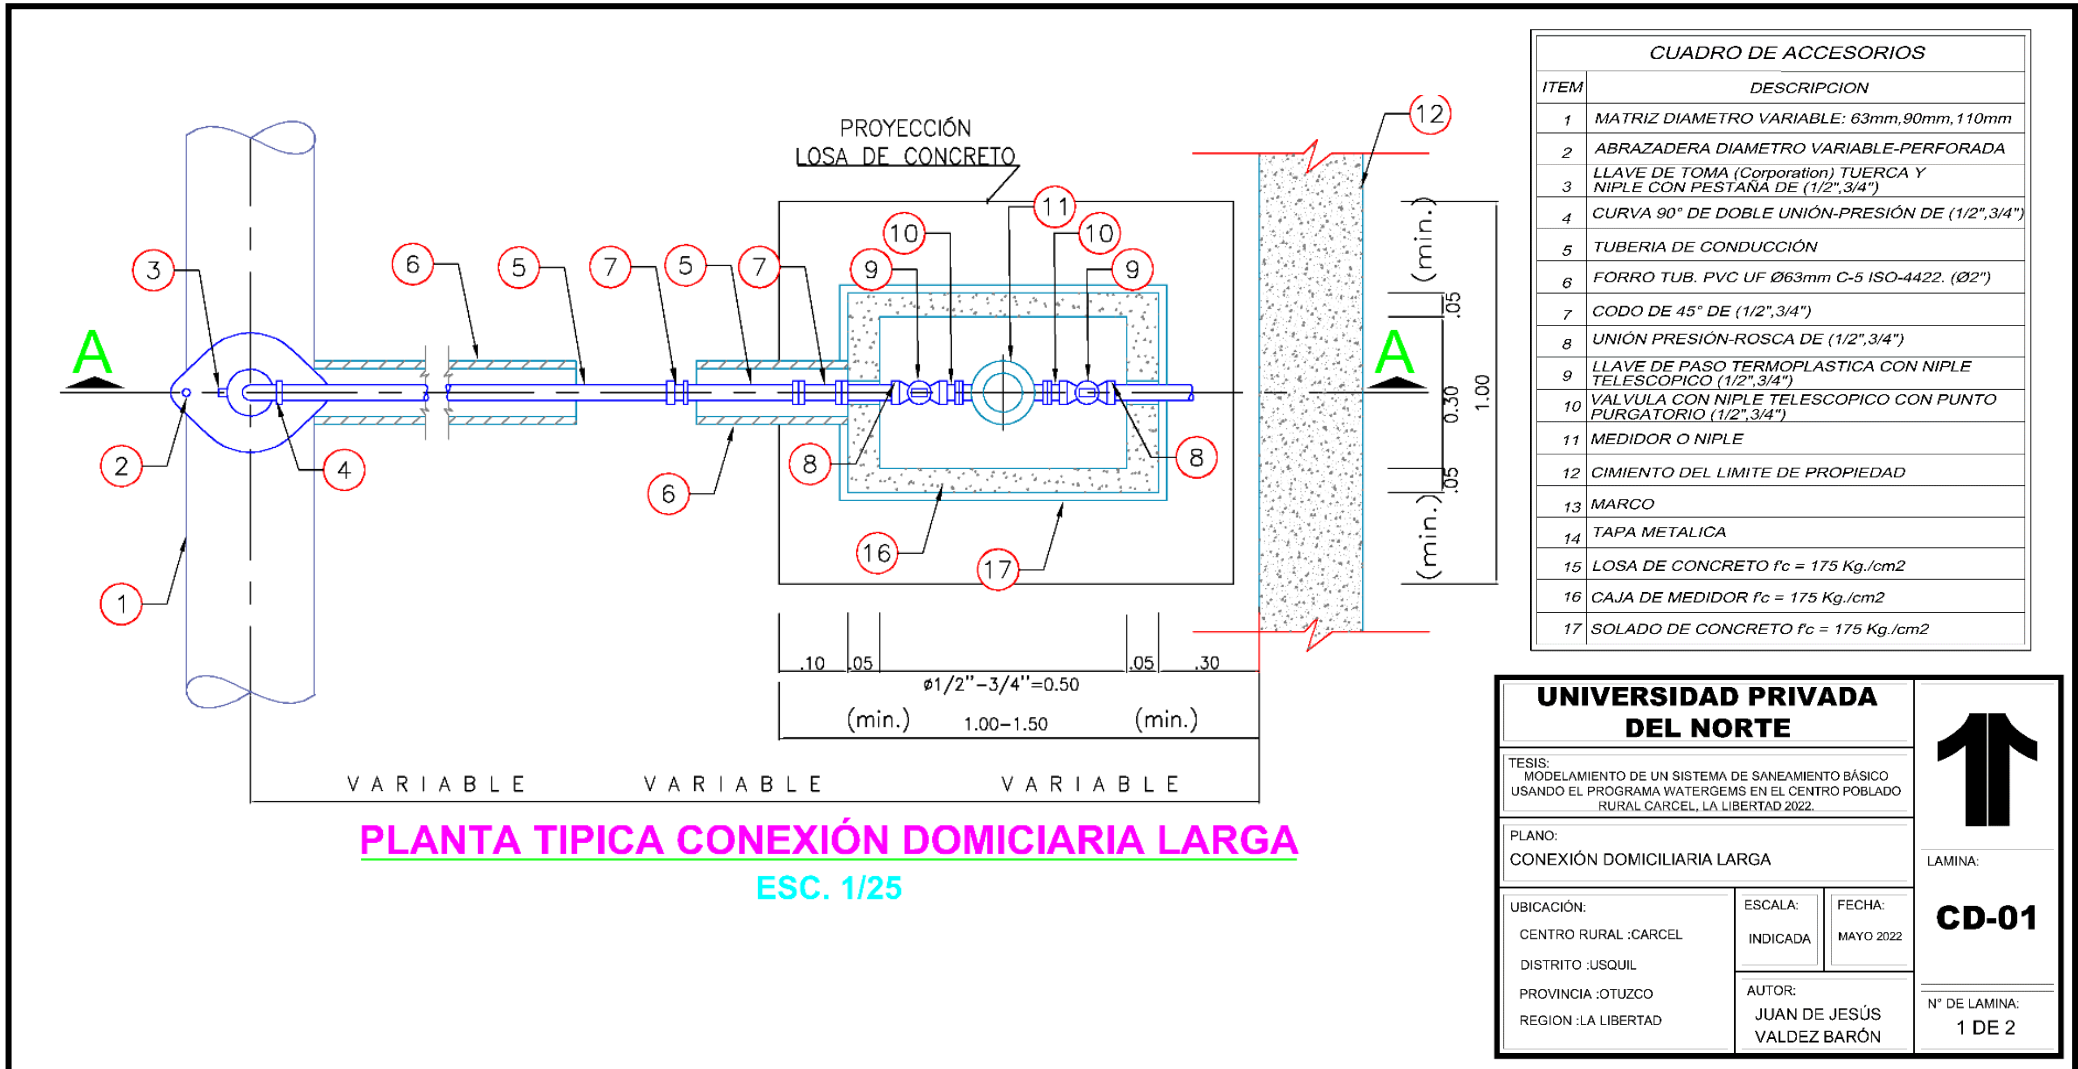 PROYECCIÓN
LOSA DE CONCRETO
12
11
10
10
9
9
3
6
5
7
5
7
A
A
2
4
8
8
6
16
17
1
(min.)
.05
0.30
1.00
.05
(min.)
.10
.05
.05
.30
ø1/2"-3/4"=0.50
(min.)
1.00-1.50
(min.)
VARIABLE
VARIABLE
VARIABLE
PLANTA TIPICA CONEXIÓN DOMICIARIA LARGA
ESC. 1/25
CUADRO DE ACCESORIOS
ITEM DESCRIPCION
1 MATRIZ DIAMETRO VARIABLE: 63mm,90mm,110mm
2 ABRAZADERA DIAMETRO VARIABLE-PERFORADA
3 LLAVE DE TOMA (Corporation) TUERCA Y
NIPLE CON PESTAÑA DE (1/2",3/4")
4 CURVA 90° DE DOBLE UNIÓN-PRESIÓN DE (1/2",3/4")
5 TUBERIA DE CONDUCCIÓN
6 FORRO TUB. PVC UF Ø63mm C-5 ISO-4422. (Ø2")
7 CODO DE 45° DE (1/2",3/4")
8 UNIÓN PRESIÓN-ROSCA DE (1/2",3/4")
9 LLAVE DE PASO TERMOPLASTICA CON NIPLE
TELESCOPICO (1/2",3/4")
10 VALVULA CON NIPLE TELESCOPICO CON PUNTO
PURGATORIO (1/2",3/4")
11 MEDIDOR O NIPLE
12 CIMIENTO DEL LIMITE DE PROPIEDAD
13 MARCO
14 TAPA METALICA
15 LOSA DE CONCRETO f'c = 175 Kg./cm2
16 CAJA DE MEDIDOR f'c = 175 Kg./cm2
17 SOLADO DE CONCRETO f'c = 175 Kg./cm2
UNIVERSIDAD PRIVADA
DEL NORTE
TESIS:
MODELAMIENTO DE UN SISTEMA DE SANEAMIENTO BÁSICO
USANDO EL PROGRAMA WATERGEMS EN EL CENTRO POBLADO
RURAL CARCEL, LA LIBERTAD 2022.
PLANO:
CONEXIÓN DOMICILIARIA LARGA
UBICACIÓN:
CENTRO RURAL :CARCEL
DISTRITO :USQUIL
PROVINCIA :OTUZCO
REGION :LA LIBERTAD
ESCALA:
INDICADA
FECHA:
MAYO 2022
AUTOR:
JUAN DE JESÚS
VALDEZ BARÓN
LAMINA:
CD-01
N° DE LAMINA:
1 DE 2